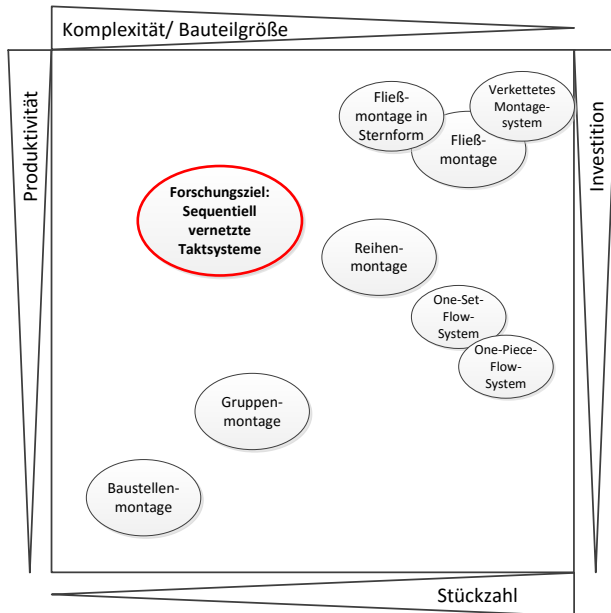 Komplexität/ Bauteilgröße
Produktivität
Investition
Fließ-
montage in
Sternform
Verkettetes
Montage-
system
Fließ-
montage
Forschungsziel:
Sequentiell
vernetzte
Taktsysteme
Reihen-
montage
One-Set-
Flow-
System
One-Piece-
Flow-
System
Gruppen-
montage
Baustellen-
montage
Stückzahl